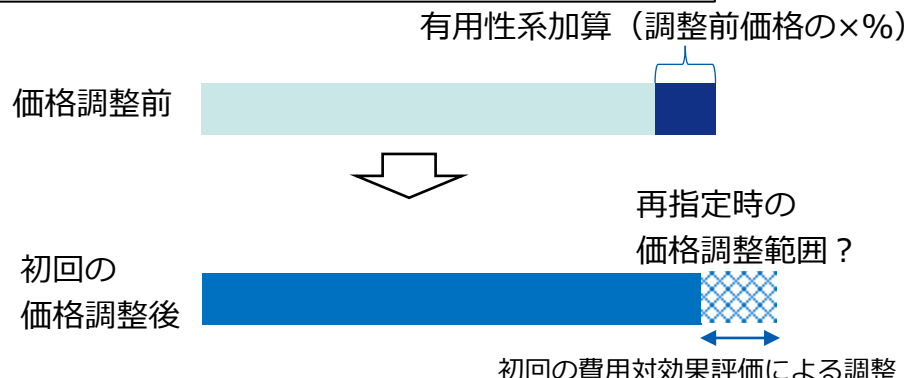 有用性系加算（調整前価格の×%）
価格調整前
再指定時の
価格調整範囲？
初回の
価格調整後
初回の費用対効果評価による調整